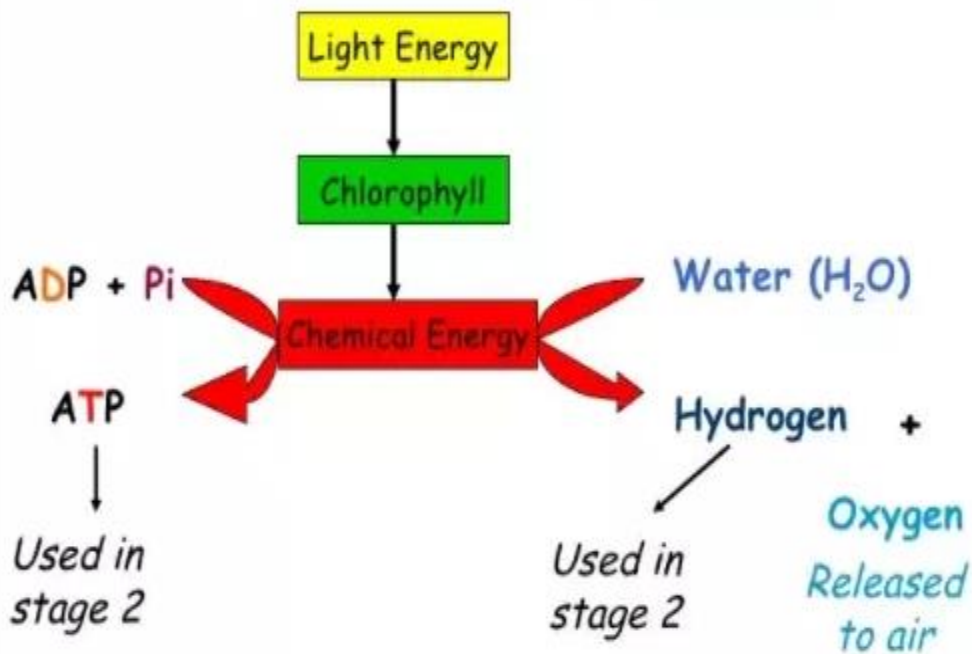 Light Energy
Chlorophyll
ADP + Pi
Water (H₂O)
Chemical Energy
ATP
Hydrogen +
Oxygen
Used in
stage 2
Used in
stage 2
Released
to air